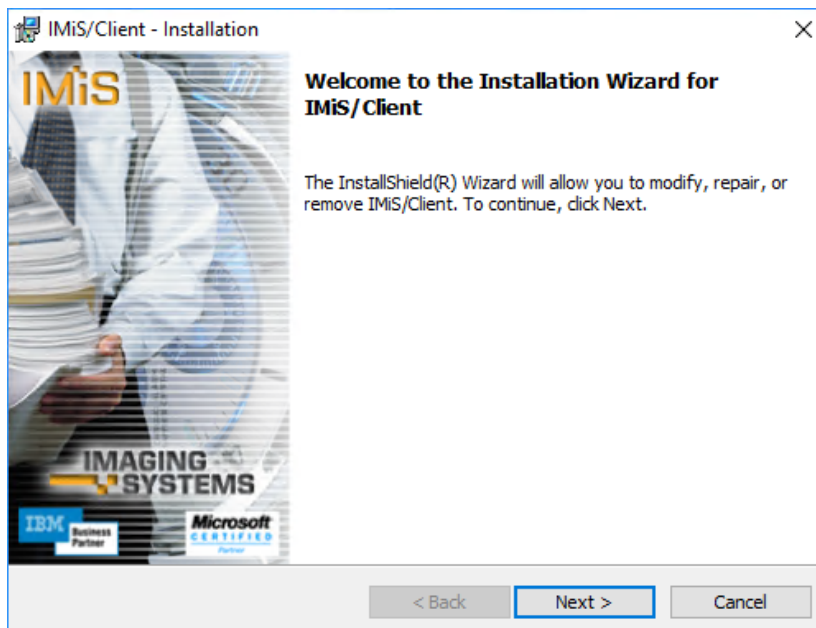 IMiS/Client - Installation
IMiS
Welcome to the Installation Wizard for
IMiS/Client
The InstallShield(R) Wizard will allow you to modify, repair, or
remove IMiS/Client. To continue, click Next.
IMAGING
SYSTEMS
IBM
Business
Partner
Microsoft
CERTIFIED
Partner
< Back
Next >
Cancel